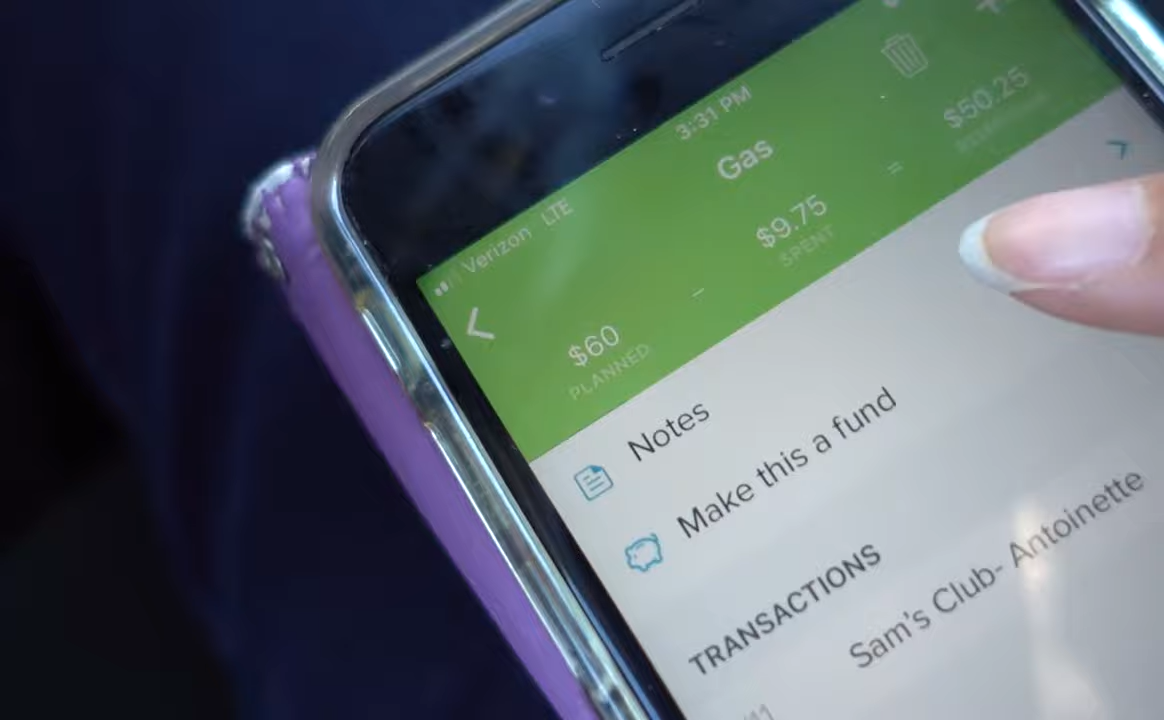 Verizon LTE
3:31 PM
Gas
$60 - $9.75 = $50.25
PLANNED SPENT
Notes
Make this a fund
TRANSACTIONS
Sam's Club- Antoinette